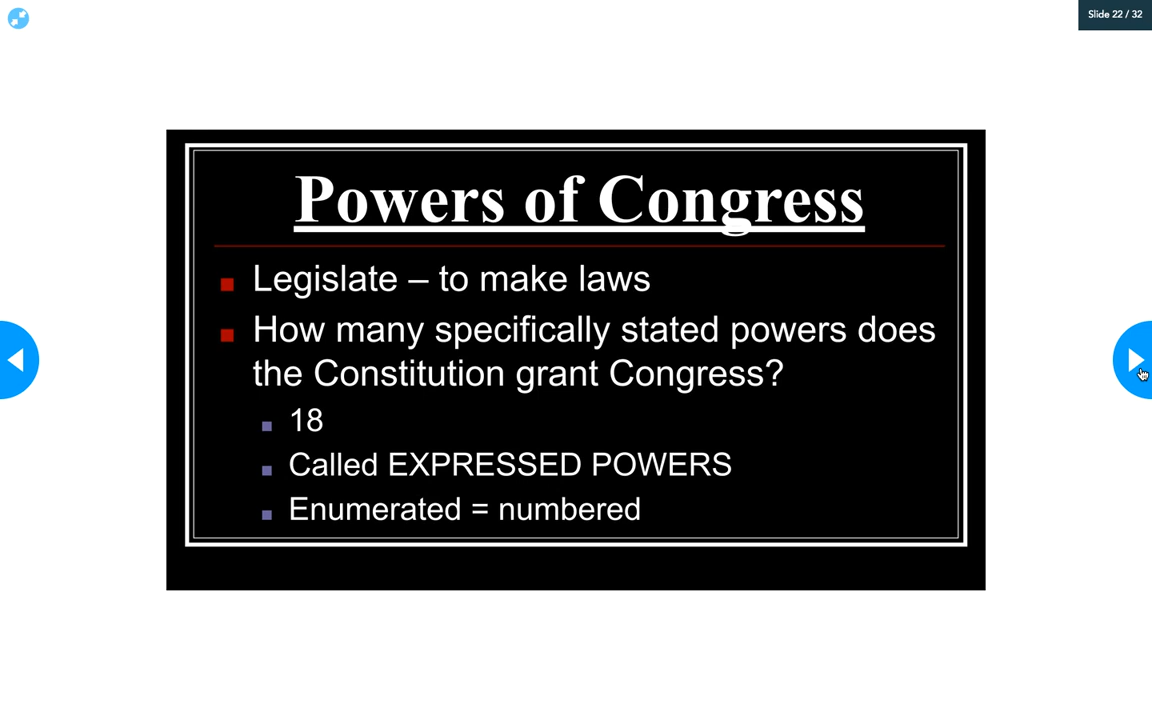 Slide 22 / 32
Powers of Congress
Legislate – to make laws
How many specifically stated powers does
the Constitution grant Congress?
18
Called EXPRESSED POWERS
Enumerated = numbered